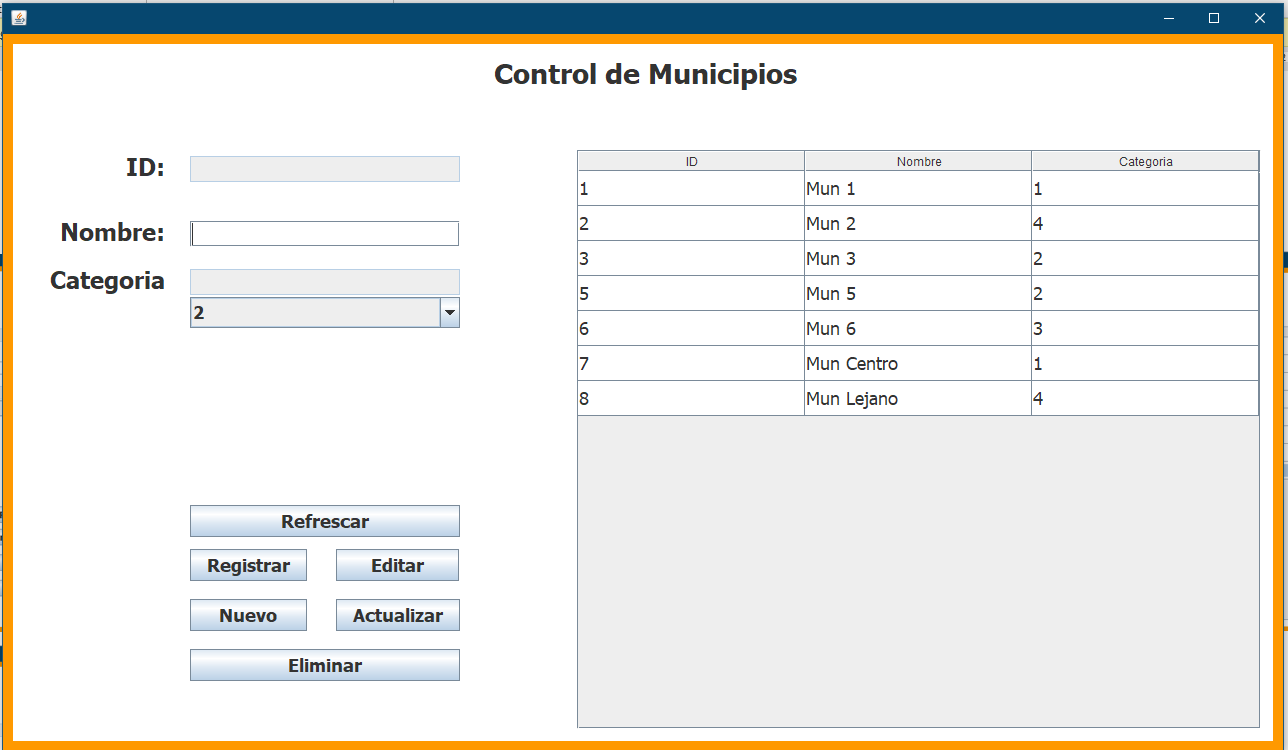 Control de Municipios
ID:
Nombre:
Categoria
2
Refrescar
Registrar Editar
Nuevo Actualizar
Eliminar
ID Nombre Categoria
1 Mun 1 1
2 Mun 2 4
3 Mun 3 2
5 Mun 5 2
6 Mun 6 3
7 Mun Centro 1
8 Mun Lejano 4